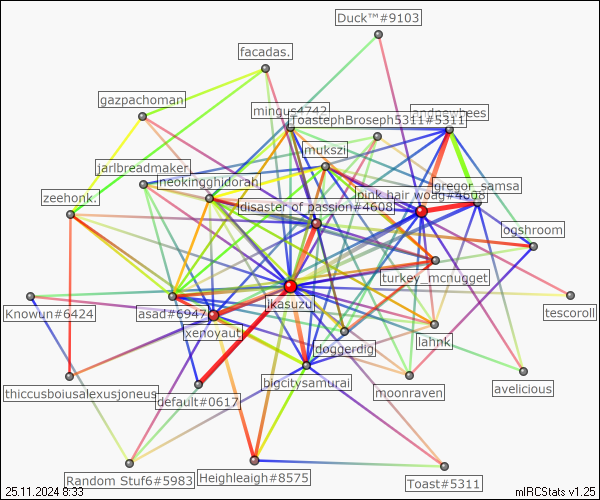 Duck™#9103
facadas.
gazpachoman
mingus4742
andnewbees
ToastephBroseph5311#5311
mukszi
jarlbreadmaker
neokingghidorah
gregor_samsa
pink hair woag#4608
zeehonk.
disaster of passion#4608
ogshroom
turkey_mcnugget
Knowun#6424
asad#6947
ikasuzu
tescoroll
xenoyaut
doggerdig
lahnk
bigcitysamurai
thiccusboiusalexusjoneus
default#0617
moonraven
avelicious
Random Stuf6#5983
Heighleaigh#8575
Toast#5311
25.11.2024 8:33
mIRCStats v1.25